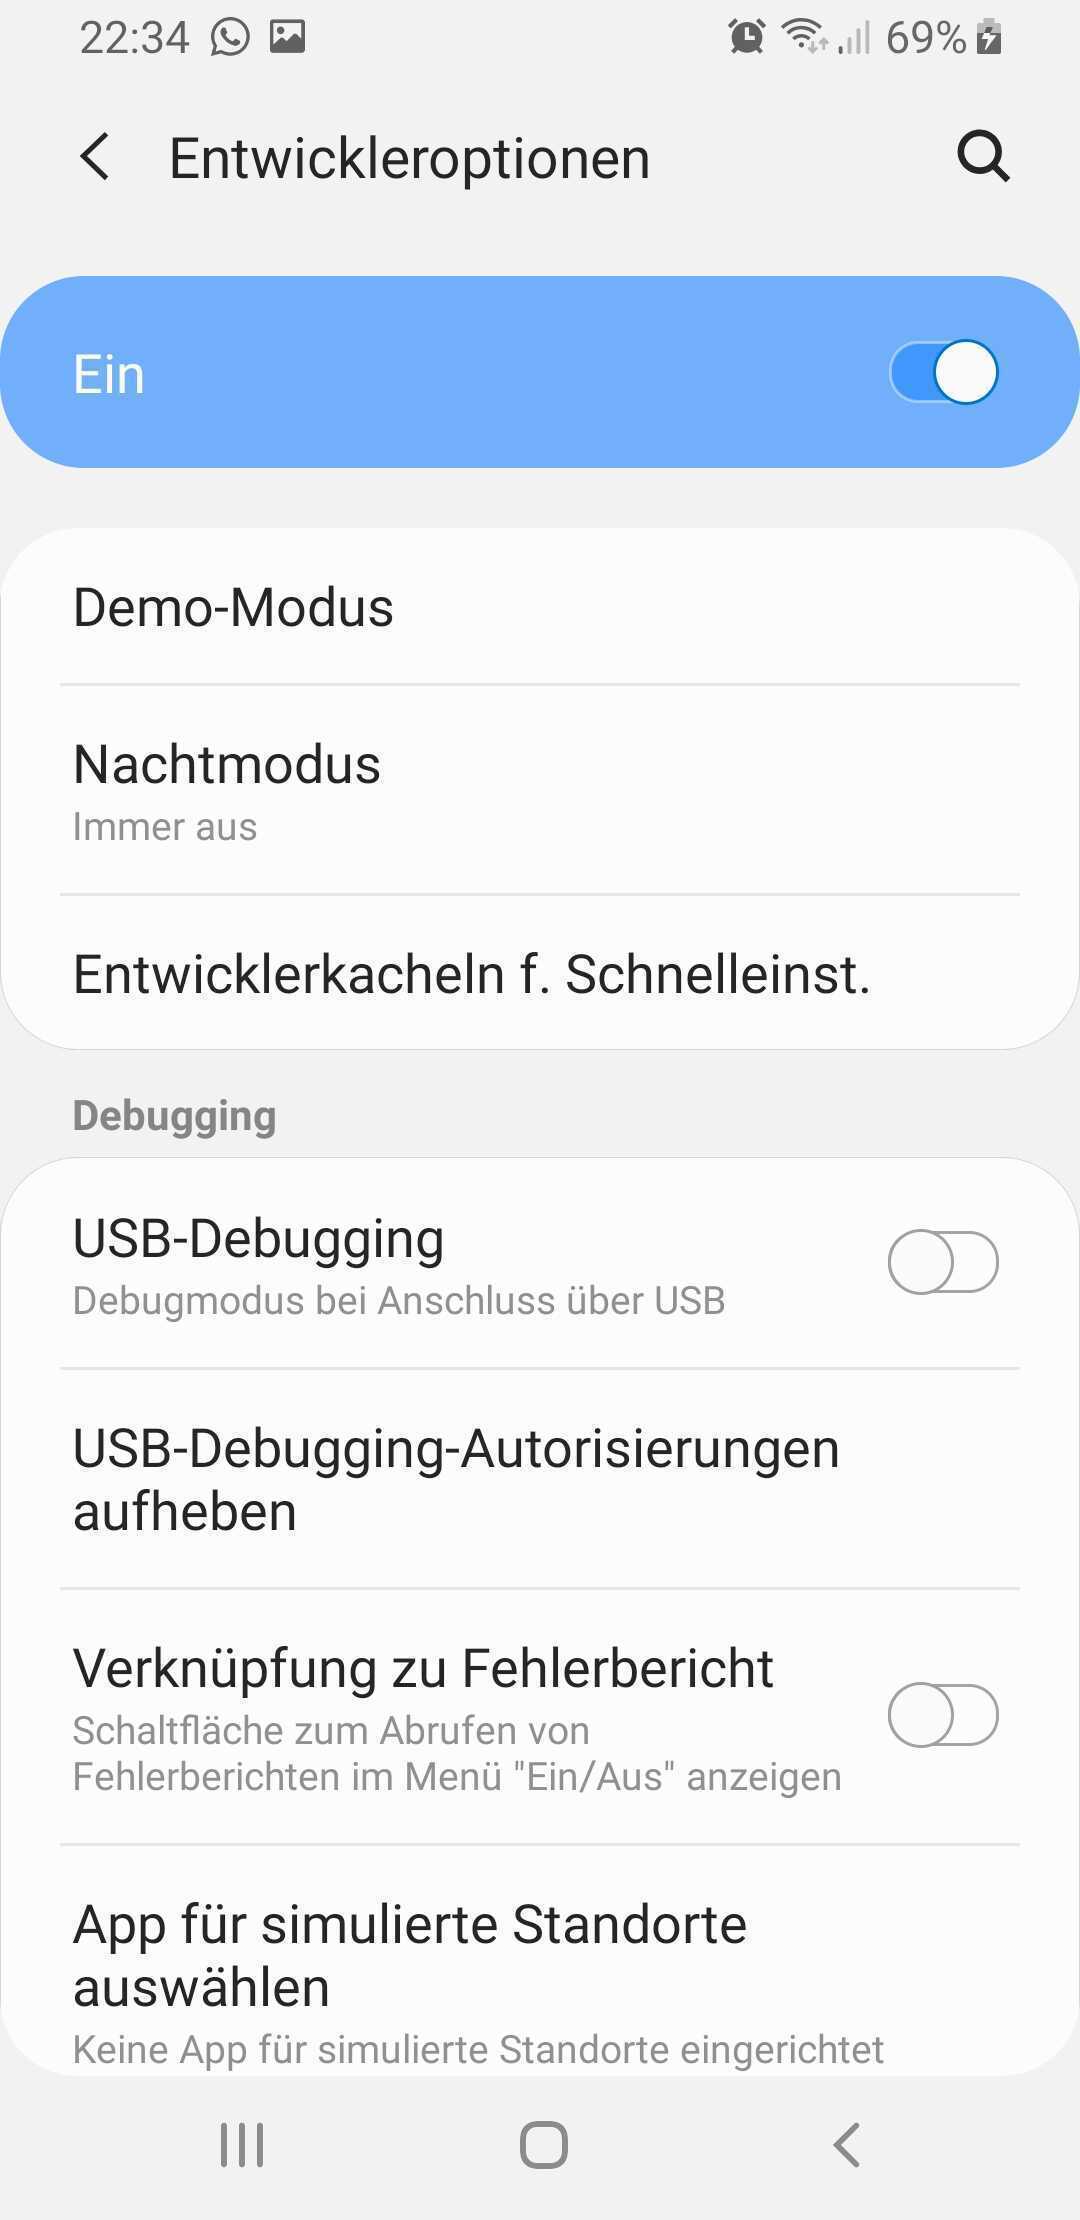 22:34 69%
Entwickleroptionen
Ein
Demo-Modus
Nachtmodus
Immer aus
Entwicklerkacheln f. Schnelleinst.
Debugging
USB-Debugging
Debugmodus bei Anschluss über USB
USB-Debugging-Autorisierungen
aufheben
Verknüpfung zu Fehlerbericht
Schaltfläche zum Abrufen von
Fehlerberichten im Menü "Ein/Aus" anzeigen
App für simulierte Standorte
auswählen
Keine App für simulierte Standorte eingerichtet